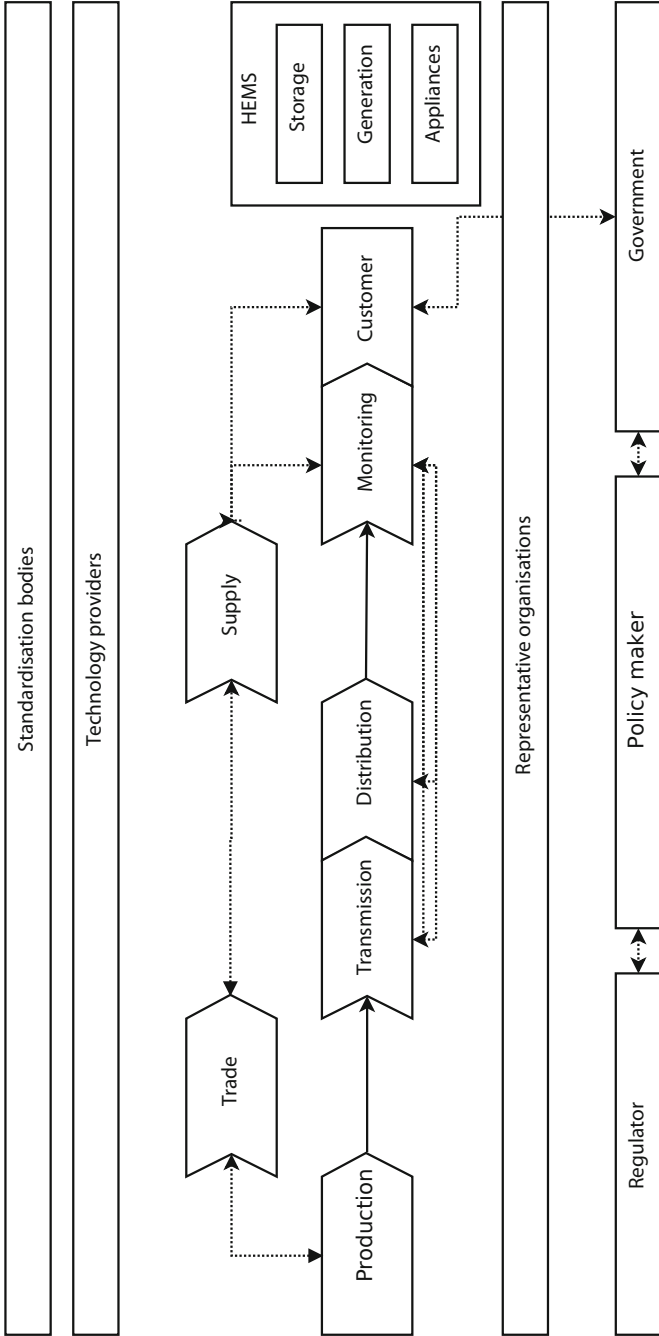 Standardisation bodies
Technology providers
HEMS
Storage
Generation
Appliances
Trade
Supply
Production
Transmission
Distribution
Monitoring
Customer
Representative organisations
Regulator
Policy maker
Government